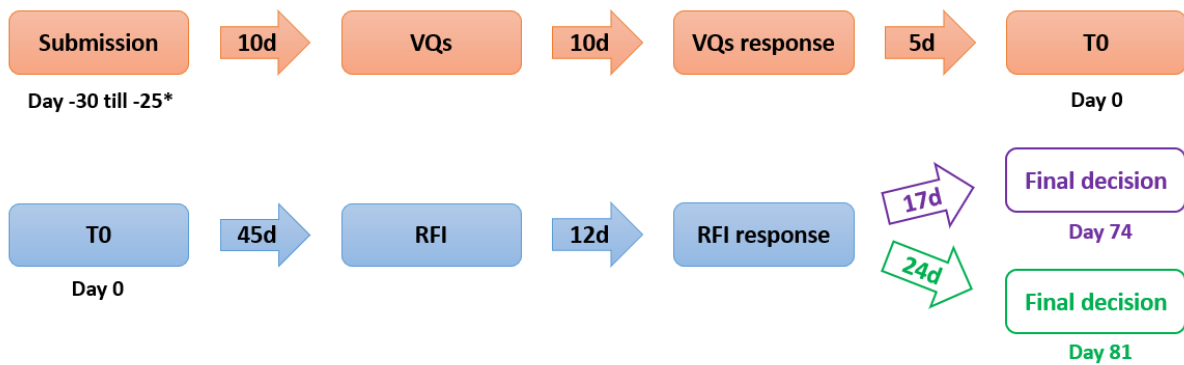 Submission
10d
VQs
10d
VQs response
5d
T0
Day -30 till -25*
Day 0
T0
45d
RFI
12d
RFI response
17d
Final decision
Day 74
Day 0
24d
Final decision
Day 81